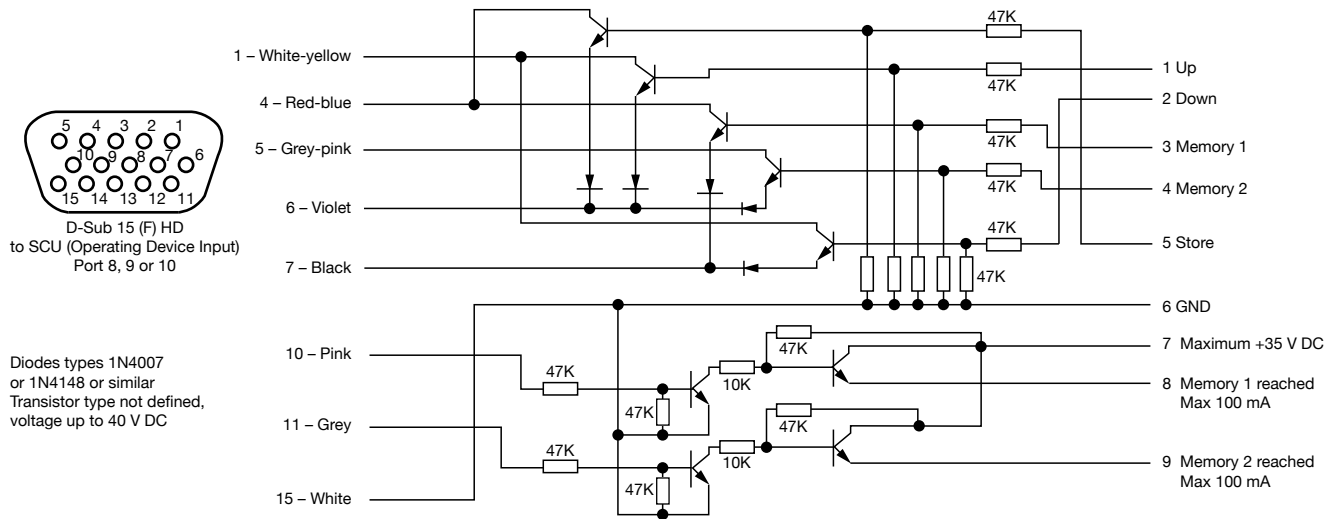 47K
1 – White-yellow
47K
1 Up
4 – Red-blue
2 Down
5 4 3 2 1
47K
3 Memory 1
5 – Grey-pink
10 9 8 7 6
47K
4 Memory 2
15 14 13 12 11
6 – Violet
D-Sub 15 (F) HD
to SCU (Operating Device Input)
Port 8, 9 or 10
47K
5 Store
7 – Black
47K
6 GND
Diodes types 1N4007
or 1N4148 or similar
Transistor type not defined,
voltage up to 40 V DC
10 – Pink
47K
7 Maximum +35 V DC
47K
10K
8 Memory 1 reached
Max 100 mA
47K
11 – Grey
47K
47K
10K
9 Memory 2 reached
Max 100 mA
47K
15 – White